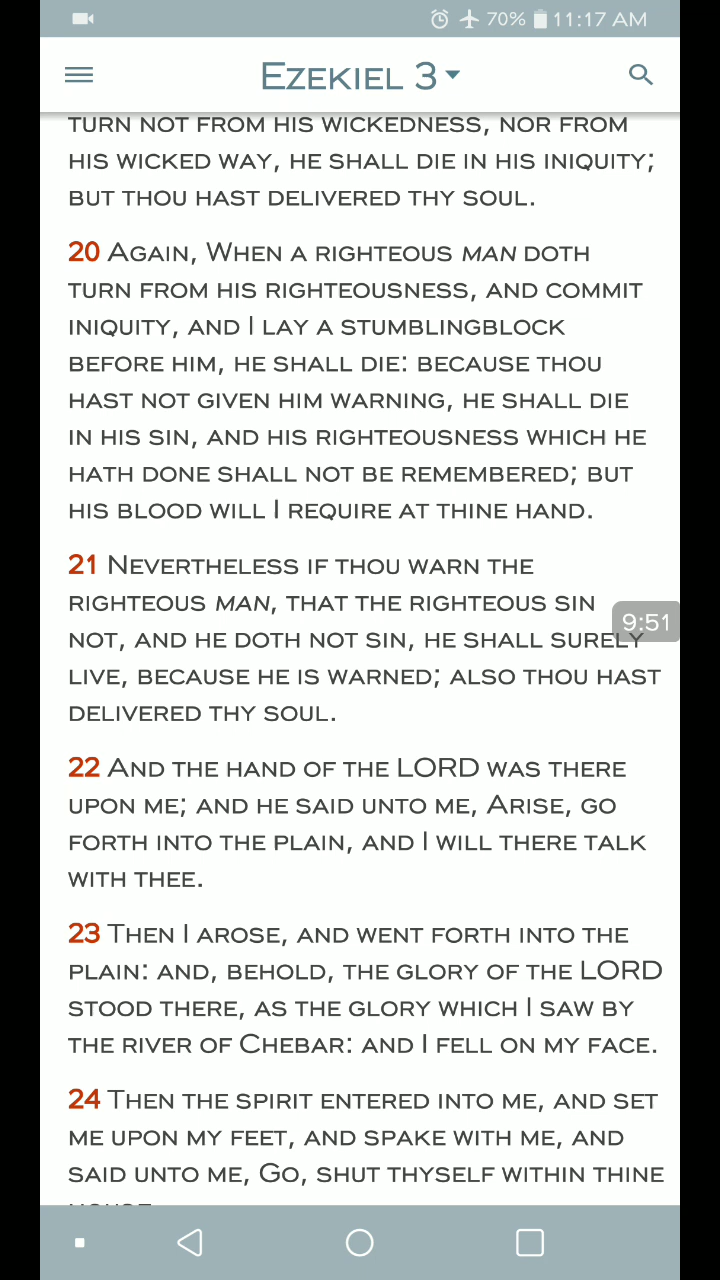 70% 11:17 AM
Ezekiel 3
TURN NOT FROM HIS WICKEDNESS, NOR FROM
HIS WICKED WAY, HE SHALL DIE IN HIS INIQUITY;
BUT THOU HAST DELIVERED THY SOUL.
20 Again, When a righteous man doth
turn from his righteousness, and commit
iniquity, and I lay a stumblingblock
before him, he shall die: because thou
hast not given him warning, he shall die
in his sin, and his righteousness which he
hath done shall not be remembered; but
his blood will I require at thine hand.
21 Nevertheless if thou warn the
righteous man, that the righteous sin
9:51
not, and he doth not sin, he shall surely
live, because he is warned; also thou hast
delivered thy soul.
22 And the hand of the LORD was there
upon me; and he said unto me, Arise, go
forth into the plain, and I will there talk
with thee.
23 Then I arose, and went forth into the
plain: and, behold, the glory of the LORD
stood there, as the glory which I saw by
the river of Chebar: and I fell on my face.
24 Then the spirit entered into me, and set
me upon my feet, and spake with me, and
said unto me, Go, shut thyself within thine